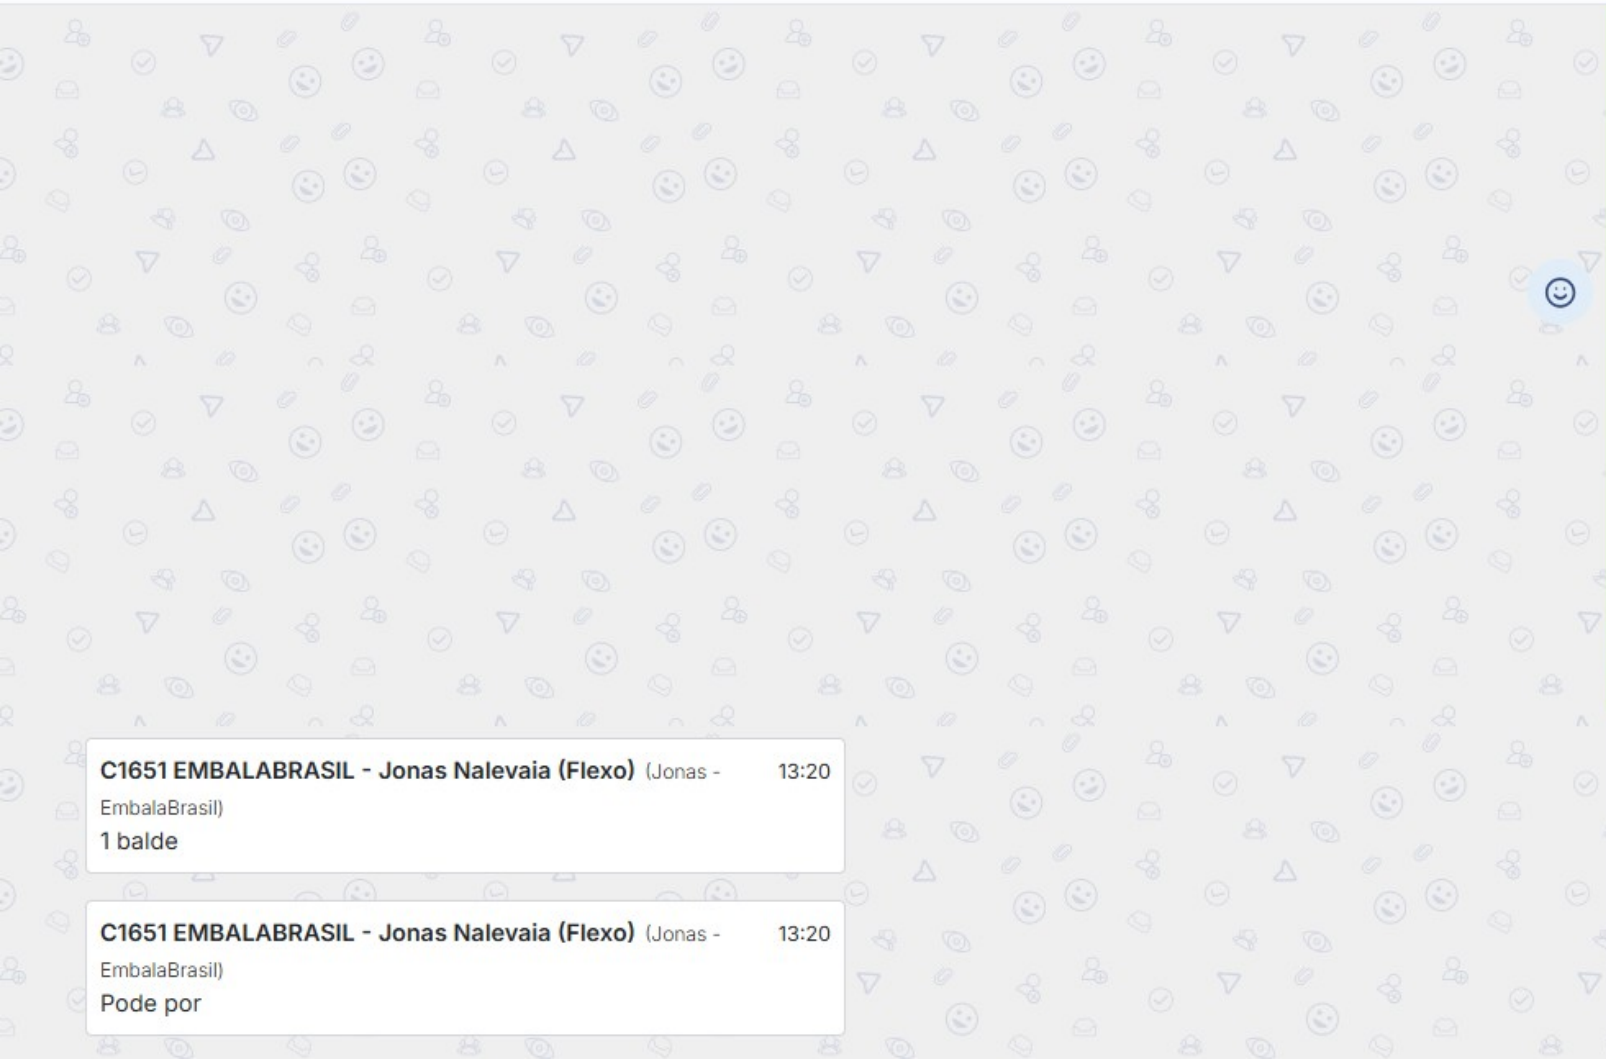 C1651 EMBALABRASIL - Jonas Nalevaia (Flexo) (Jonas - 13:20
EmbalaBrasil)
1 balde
C1651 EMBALABRASIL - Jonas Nalevaia (Flexo) (Jonas - 13:20
EmbalaBrasil)
Pode por